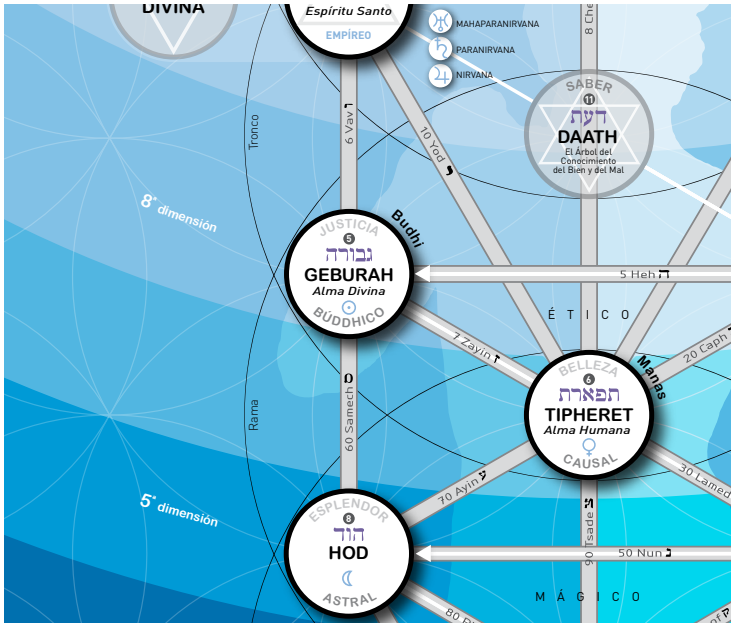 DIVINA
Espíritu Santo
EMPÍREO
MAHAPARANIRVANA
PARANIRVANA
NIRVANA
8 Che
SABER
11
דעת
DAATH
El Árbol del
Conocimiento
del Bien y del Mal
Tronco
6 Vav ו
10 Yod י
8ª dimensión
Budhi
JUSTICIA
5
גבורה
GEBURAH
Alma Divina
BÚDDHICO
5 Heh ה
ÉTICO
7 Zayin ז
20 Caph
Manas
BELLEZA
6
תפארת
TIPHERET
Alma Humana
CAUSAL
Rama
60 Samech ס
70 Ayin ע
30 Lamed
90 Tsade
5ª dimensión
ESPLENDOR
8
הוד
HOD
ASTRAL
50 Nun נ
MÁGICO